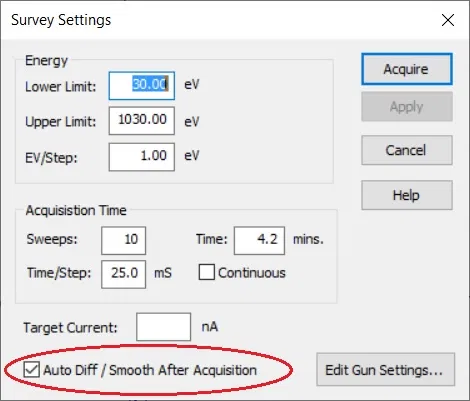 Survey Settings
Energy
Lower Limit: 30.00 eV
Upper Limit: 1030.00 eV
EV/Step: 1.00 eV
Acquire
Apply
Cancel
Help
Acquisistion Time
Sweeps: 10 Time: 4.2 mins.
Time/Step: 25.0 mS Continuous
Target Current: nA
Auto Diff / Smooth After Acquisition
Edit Gun Settings...